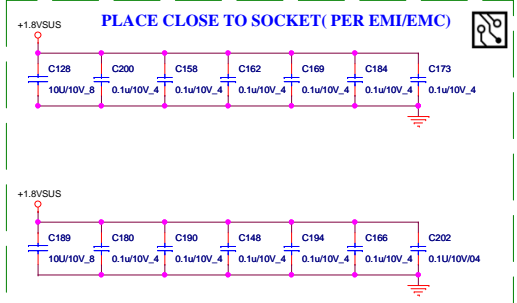 PLACE CLOSE TO SOCKET( PER EMI/EMC)
+1.8VSUS
C128 C200 C158 C162 C169 C184 C173
10U/10V_8 0.1u/10V_4 0.1u/10V_4 0.1u/10V_4 0.1u/10V_4 0.1u/10V_4 0.1u/10V_4
+1.8VSUS
C189 C180 C190 C148 C194 C166 C202
10U/10V_8 0.1u/10V_4 0.1u/10V_4 0.1u/10V_4 0.1u/10V_4 0.1u/10V_4 0.1U/10V/04